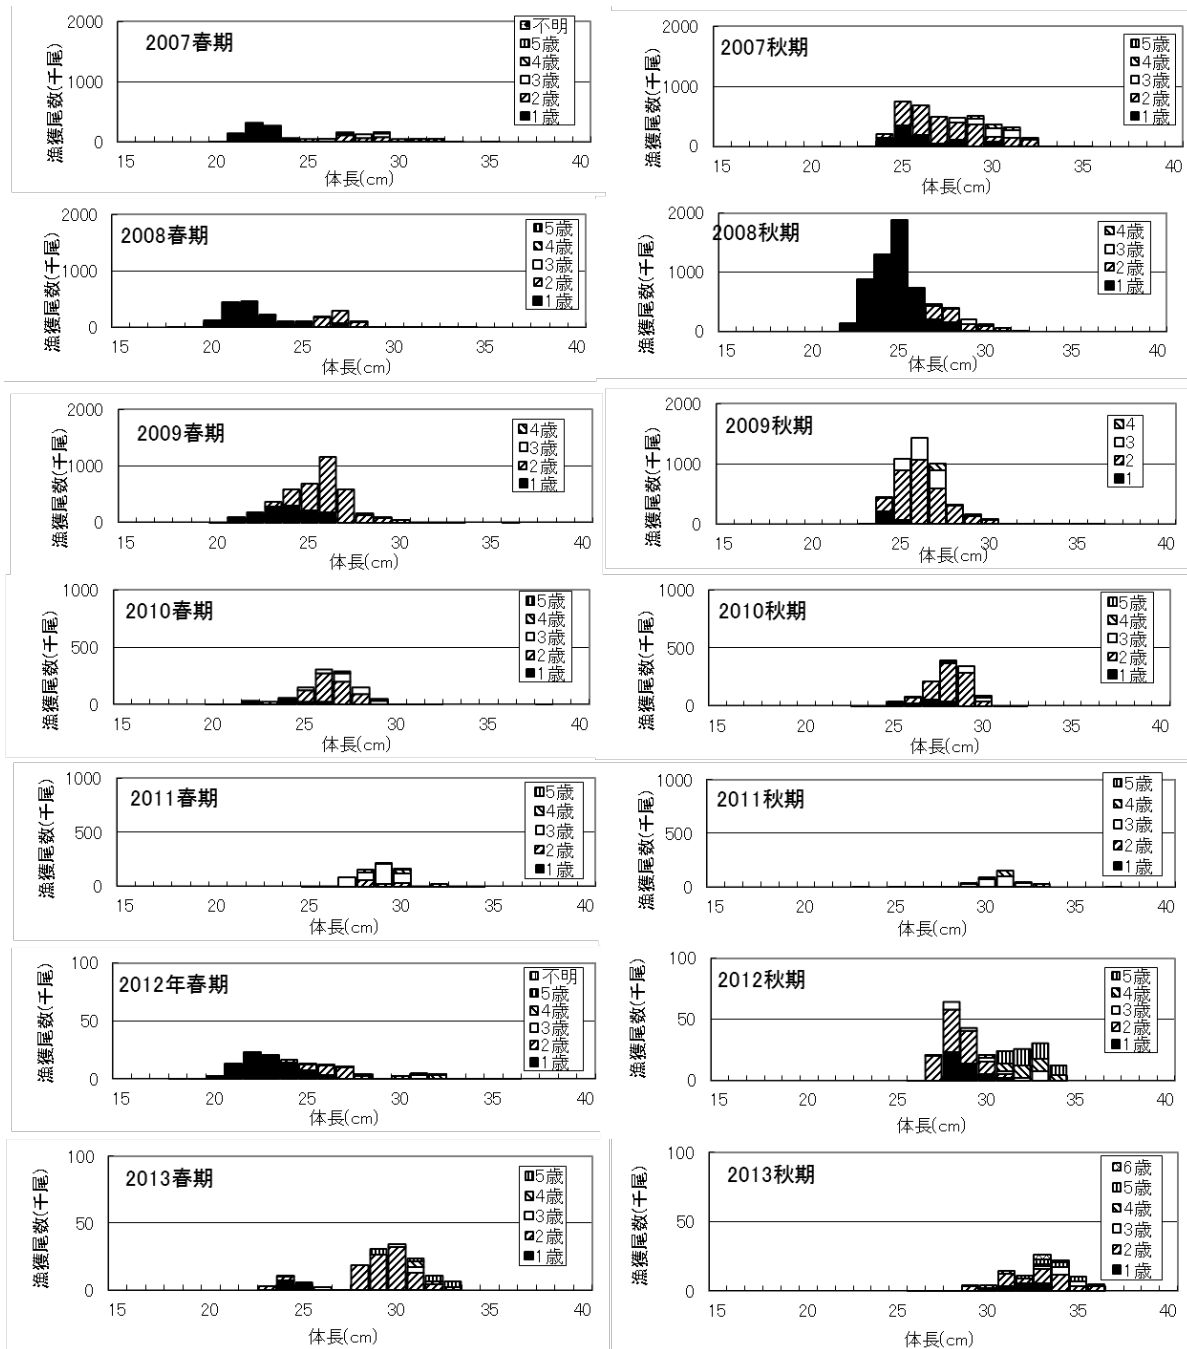 2007春期
漁獲尾数(千尾)
2000
1000
0
不明
5歳
4歳
3歳
2歳
1歳
15 20 25 30 35 40
体長(cm)
2007秋期
漁獲尾数(千尾)
2000
1000
0
5歳
4歳
3歳
2歳
1歳
15 20 25 30 35 40
体長(cm)
2008春期
漁獲尾数(千尾)
2000
1000
0
5歳
4歳
3歳
2歳
1歳
15 20 25 30 35 40
体長(cm)
2008秋期
漁獲尾数(千尾)
2000
1000
0
4歳
3歳
2歳
1歳
15 20 25 30 35 40
体長(cm)
2009春期
漁獲尾数(千尾)
2000
1000
0
4歳
3歳
2歳
1歳
15 20 25 30 35 40
体長(cm)
2009秋期
漁獲尾数(千尾)
2000
1000
0
4
3
2
1
15 20 25 30 35 40
体長(cm)
2010春期
漁獲尾数(千尾)
1000
500
0
5歳
4歳
3歳
2歳
1歳
15 20 25 30 35 40
体長(cm)
2010秋期
漁獲尾数(千尾)
1000
500
0
5歳
4歳
3歳
2歳
1歳
15 20 25 30 35 40
体長(cm)
2011春期
漁獲尾数(千尾)
1000
500
0
5歳
4歳
3歳
2歳
1歳
15 20 25 30 35 40
体長(cm)
2011秋期
漁獲尾数(千尾)
1000
500
0
5歳
4歳
3歳
2歳
1歳
15 20 25 30 35 40
体長(cm)
2012年春期
漁獲尾数(千尾)
100
50
0
不明
5歳
4歳
3歳
2歳
1歳
15 20 25 30 35 40
体長(cm)
2012秋期
漁獲尾数(千尾)
100
50
0
5歳
4歳
3歳
2歳
1歳
15 20 25 30 35 40
体長(cm)
2013春期
漁獲尾数(千尾)
100
50
0
5歳
4歳
3歳
2歳
1歳
15 20 25 30 35 40
体長(cm)
2013秋期
漁獲尾数(千尾)
100
50
0
6歳
5歳
4歳
3歳
2歳
1歳
15 20 25 30 35 40
体長(cm)